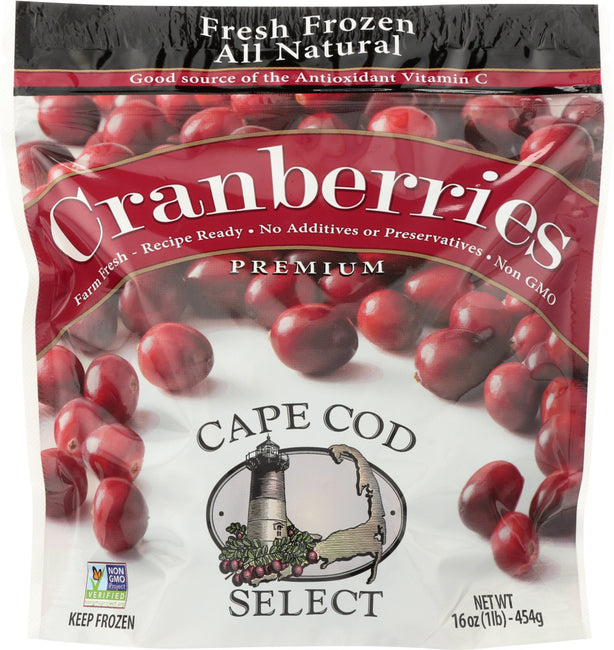 Fresh Frozen
All Natural
Good source of the Antioxidant Vitamin C
Cranberries
Farm Fresh - Recipe Ready • No Additives or Preservatives • Non GMO
PREMIUM
CAPE COD
SELECT
NON
GMO
Project
VERIFIED
KEEP FROZEN
NET WT
16 oz (1lb) - 454g